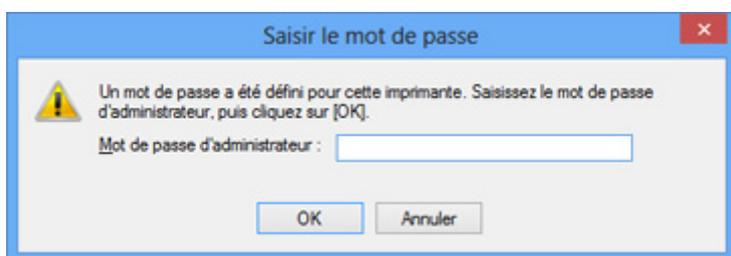 Saisir le mot de passe
Un mot de passe a été défini pour cette imprimante. Saisissez le mot de passe
d'administrateur, puis cliquez sur [OK].
Mot de passe d'administrateur :
OK
Annuler